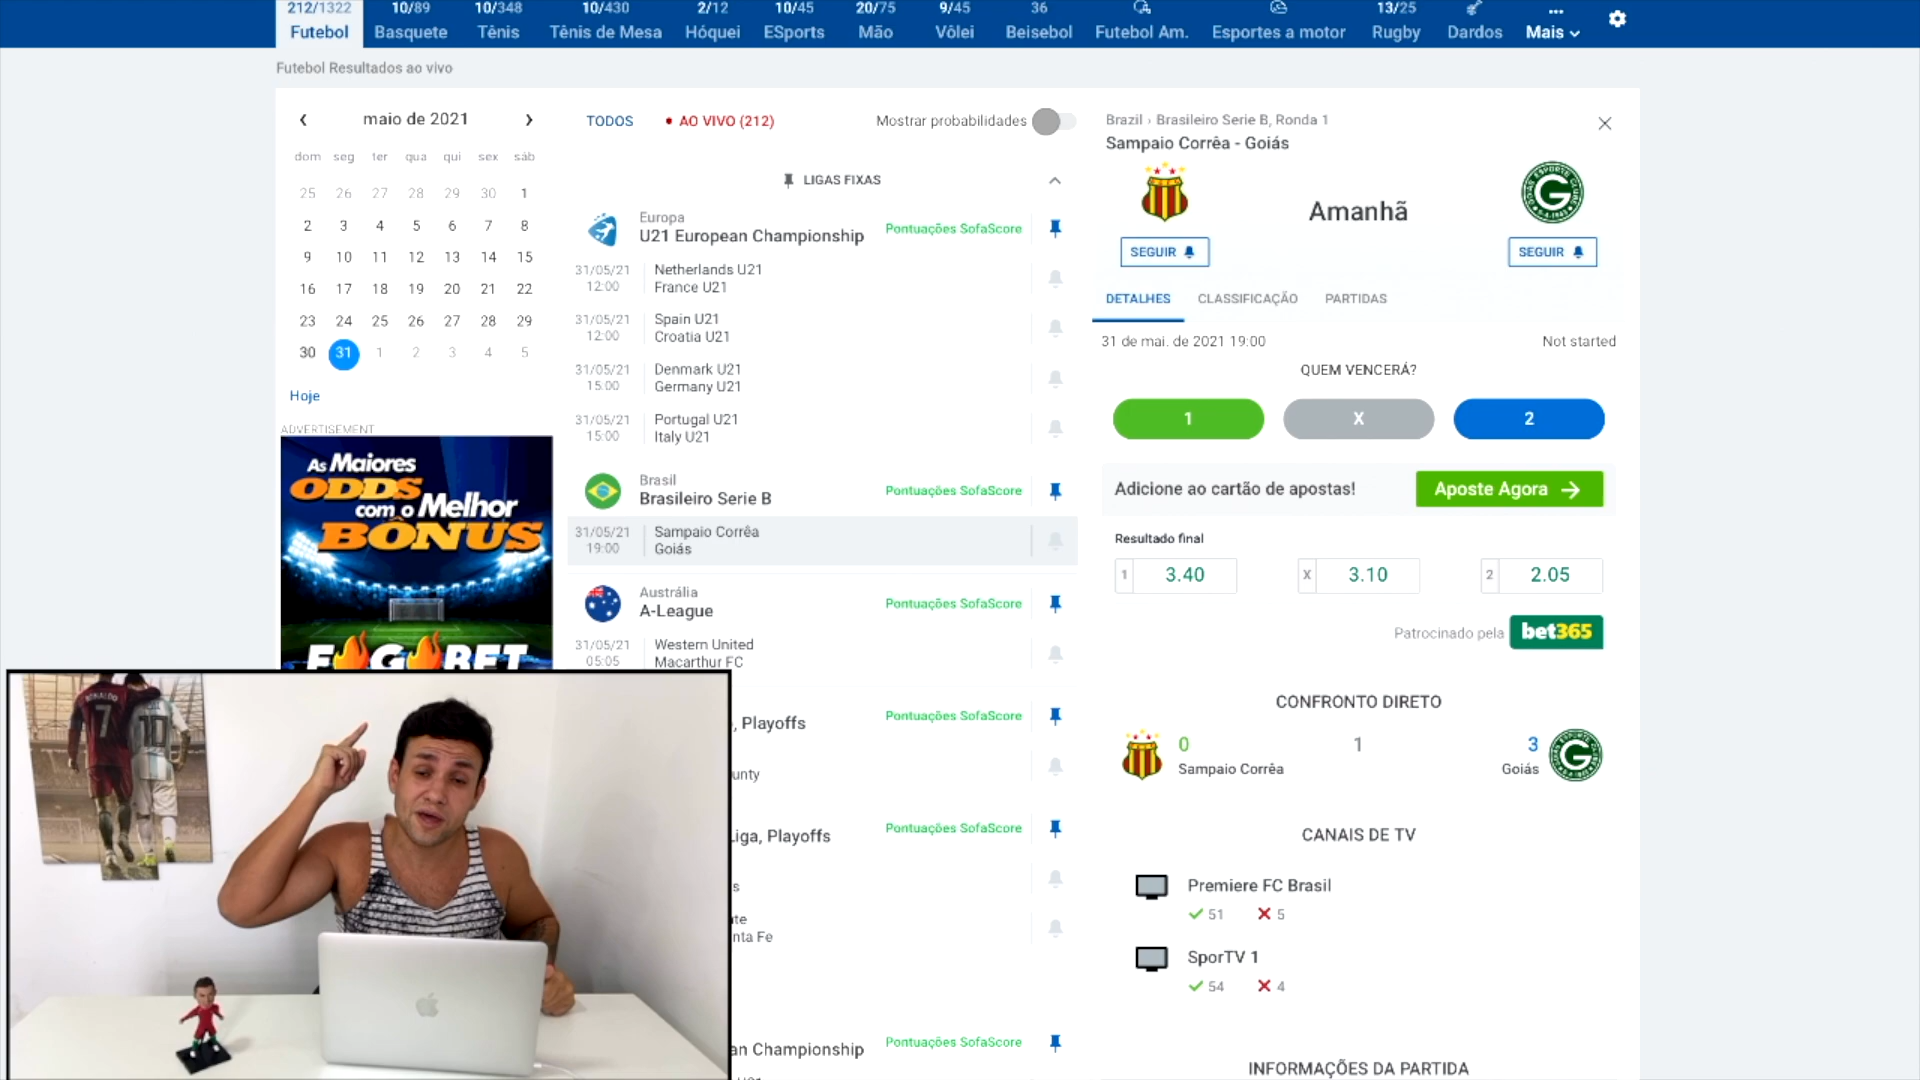 212/1322 10/89 10/348 10/430 2/12 10/45 20/75 9/45 36 13/25
Futebol Basquete Tênis Tênis de Mesa Hóquei ESports Mão Vôlei Beisebol Futebol Am. Esportes a motor Rugby Dardos Mais
Futebol Resultados ao vivo
maio de 2021
dom seg ter qua qui sex sáb
25 26 27 28 29 30 1
2 3 4 5 6 7 8
9 10 11 12 13 14 15
16 17 18 19 20 21 22
23 24 25 26 27 28 29
30 31 1 2 3 4 5
Hoje
ADVERTISEMENT
As Maiores
ODDS
com o Melhor
BÔNUS
FOGOBET
TODOS • AO VIVO (212) Mostrar probabilidades
LIGAS FIXAS
Europa
U21 European Championship
Pontuações SofaScore
31/05/21 Netherlands U21
12:00 France U21
31/05/21 Spain U21
12:00 Croatia U21
31/05/21 Denmark U21
15:00 Germany U21
31/05/21 Portugal U21
15:00 Italy U21
Brasil
Brasileiro Serie B
Pontuações SofaScore
31/05/21 Sampaio Corrêa
19:00 Goiás
Austrália
A-League
Pontuações SofaScore
31/05/21 Western United
05:05 Macarthur FC
, Playoffs
Pontuações SofaScore
unty
Liga, Playoffs
Pontuações SofaScore
s
te
nta Fe
an Championship
Pontuações SofaScore
Brazil › Brasileiro Serie B, Ronda 1
Sampaio Corrêa - Goiás
Amanhã
SEGUIR SEGUIR
DETALHES CLASSIFICAÇÃO PARTIDAS
31 de mai. de 2021 19:00 Not started
QUEM VENCERÁ?
1 X 2
Adicione ao cartão de apostas! Aposte Agora
Resultado final
1 3.40 X 3.10 2 2.05
Patrocinado pela bet365
CONFRONTO DIRETO
0 1 3
Sampaio Corrêa Goiás
CANAIS DE TV
Premiere FC Brasil
51 5
SporTV 1
54 4
INFORMAÇÕES DA PARTIDA
RONALDO
7
10